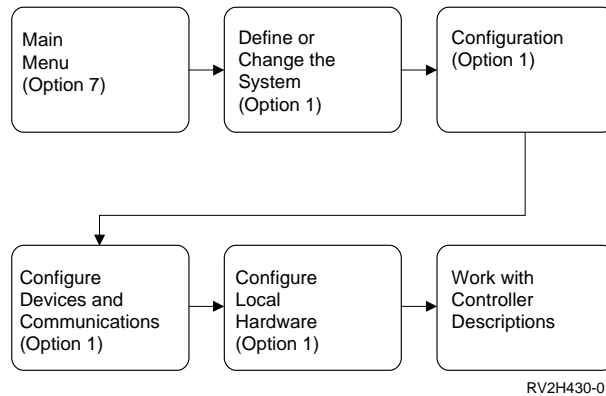 Main
Menu
(Option 7)
Define or
Change the
System
(Option 1)
Configuration
(Option 1)
Configure
Devices and
Communications
(Option 1)
Configure
Local
Hardware
(Option 1)
Work with
Controller
Descriptions
RV2H430-0